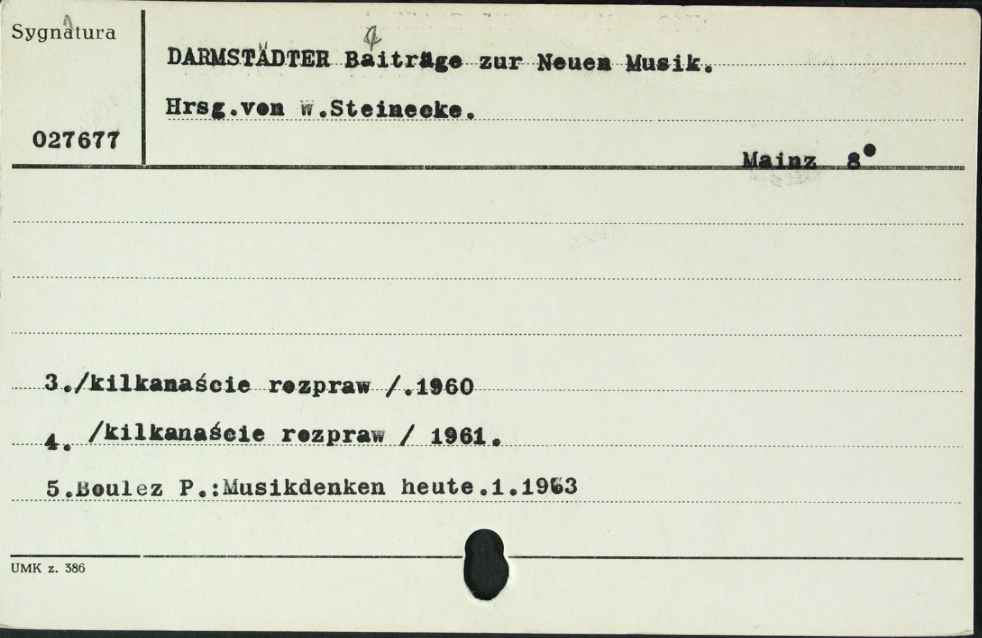 Sygnatura
DARMSTÄDTER Baiträge zur Neuen Musik.
e
Hrsg.von W.Steinecke.
027677
Mainz 8°
3./kilkanaście rozpraw /.1960
4. /kilkanaście rozpraw / 1961.
5.Boulez P.:Musikdenken heute.1.1963
UMK z. 386